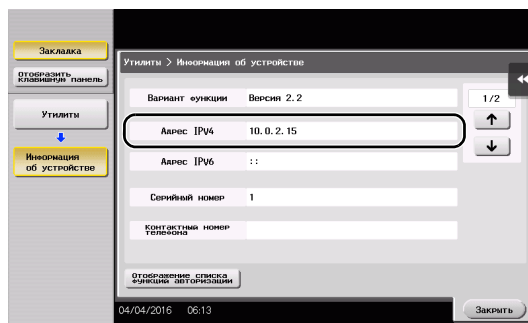 Закладка
Утилиты > Информация об устройстве
Отобразить
клавишную панель
Вариант функции
Версия 2.2
1/2
Утилиты
Адрес IPV4
10.0.2.15
Информация
об устройстве
Адрес IPV6
::
Серийный номер
1
Контактный номер
телефона
Отображение списка
функций авторизации
04/04/2016 06:13
Закрыть